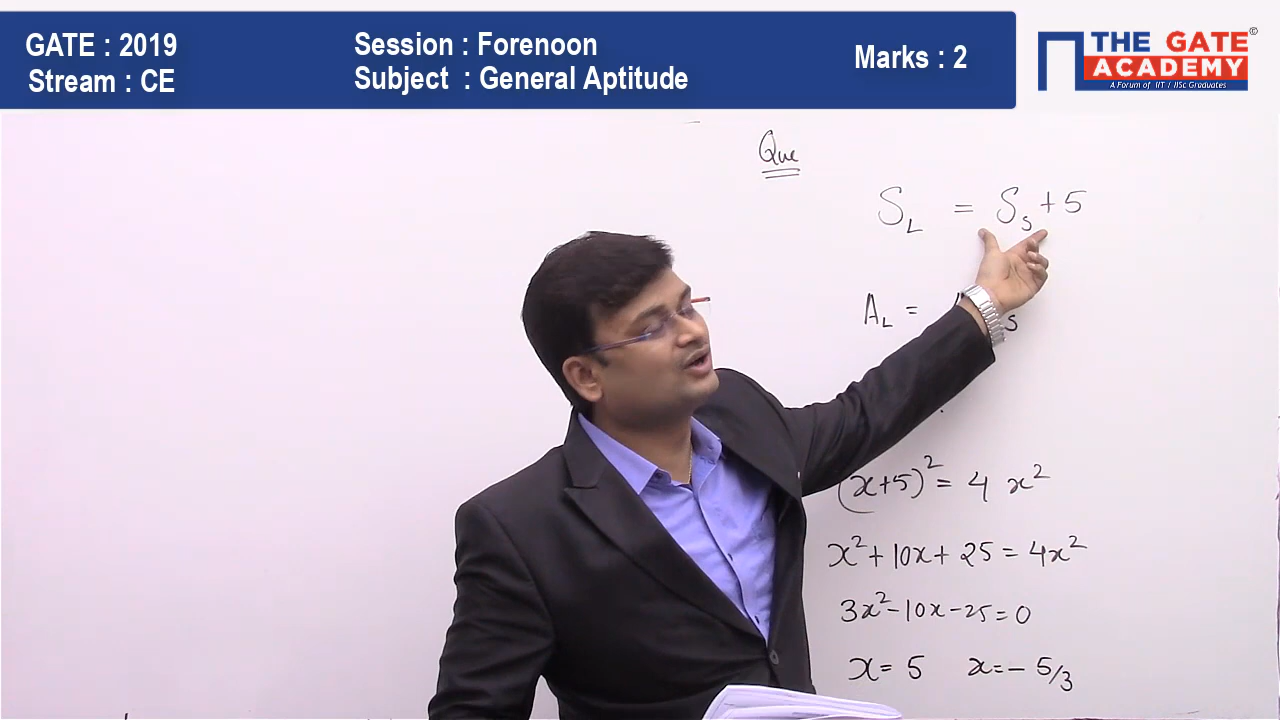 GATE : 2019
Stream : CE
Session : Forenoon
Subject : General Aptitude
Marks : 2
THE GATE
ACADEMY
©
A Forum of IIT / IISc Graduates
Que
S_L = S_s + 5
A_L =
s
(x+5)² = 4 x²
x² + 10x + 25 = 4x²
3x² - 10x - 25 = 0
x = 5 x = - 5/3